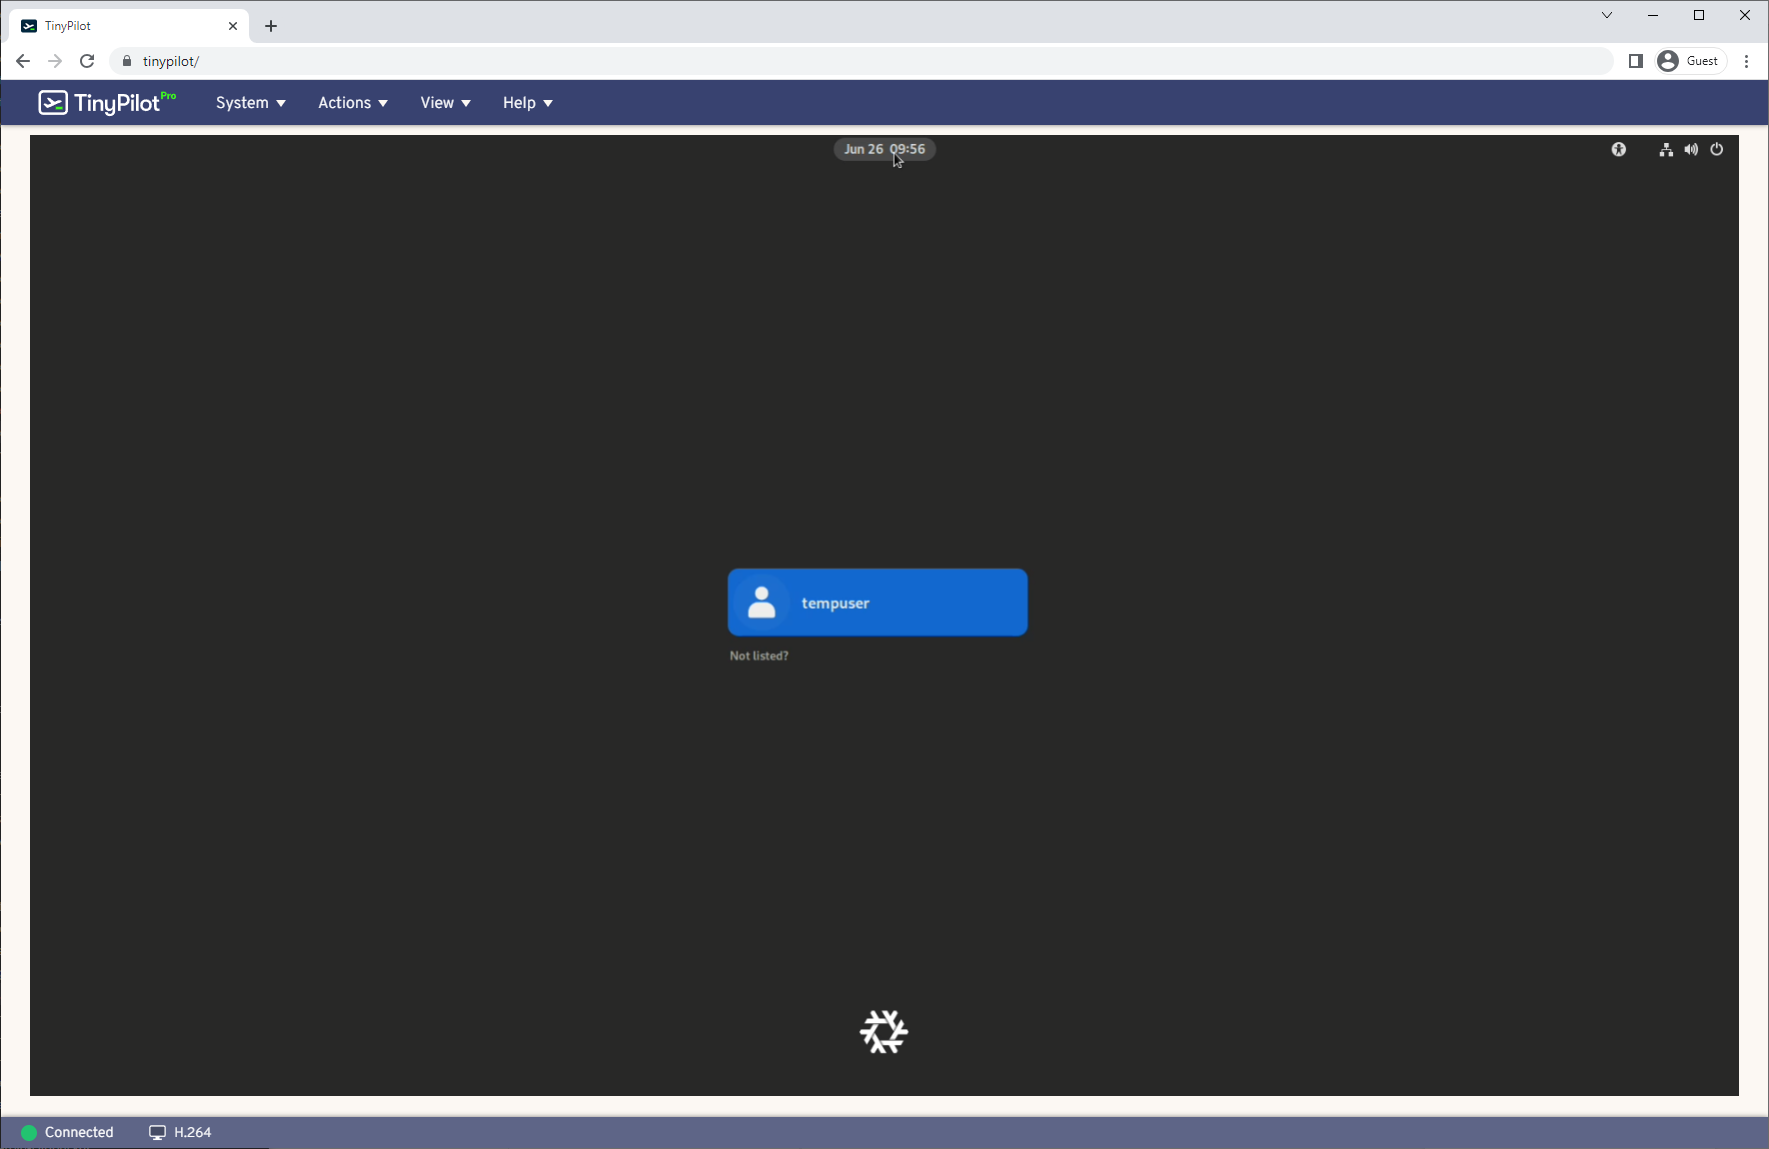 TinyPilot
tinypilot/
Guest
TinyPilot Pro
System
Actions
View
Help
Jun 26 09:56
tempuser
Not listed?
Connected
H.264